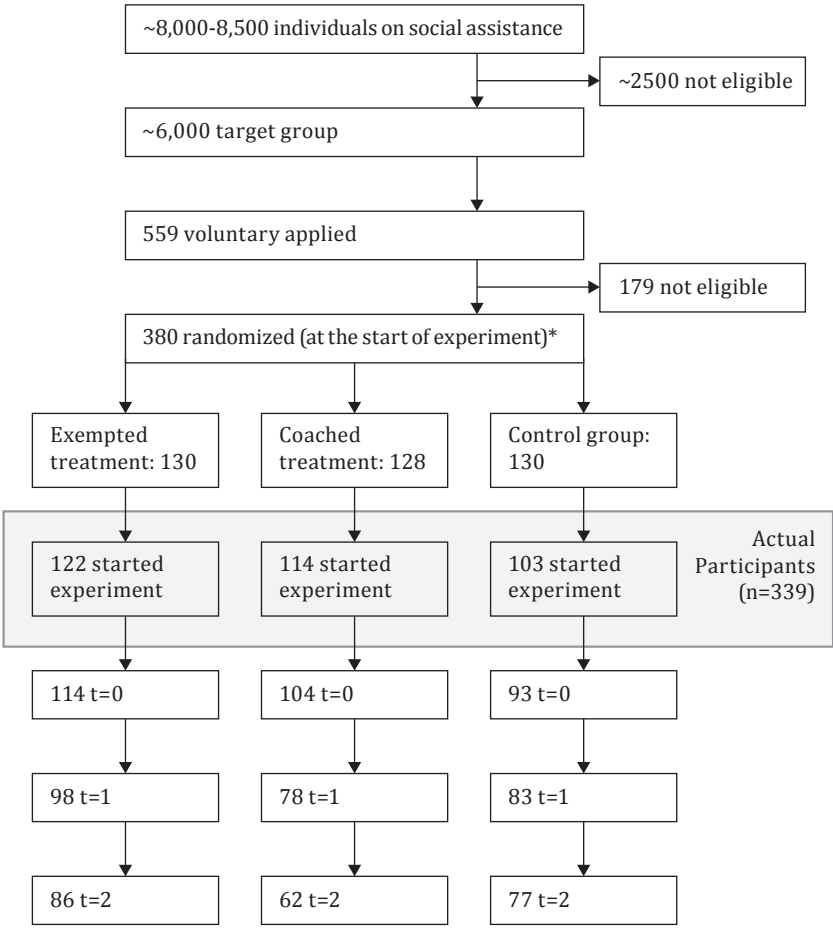 ~8,000-8,500 individuals on social assistance
~2500 not eligible
~6,000 target group
559 voluntary applied
179 not eligible
380 randomized (at the start of experiment)*
Exempted
treatment: 130
Coached
treatment: 128
Control group:
130
122 started
experiment
114 started
experiment
103 started
experiment
Actual
Participants
(n=339)
114 t=0
104 t=0
93 t=0
98 t=1
78 t=1
83 t=1
86 t=2
62 t=2
77 t=2